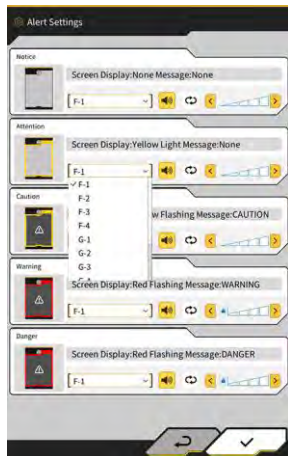 Alert Settings
Notice
Screen Display:None Message:None
[ F-1 ]
Attention
Screen Display:Yellow Light Message:None
[ F-1 ]
✓ F-1
F-2
F-3
F-4
G-1
G-2
G-3
Caution
w Flashing Message:CAUTION
Warning
Screen Display:Red Flashing Message:WARNING
[ F-1 ]
Danger
Screen Display:Red Flashing Message:DANGER
[ F-1 ]